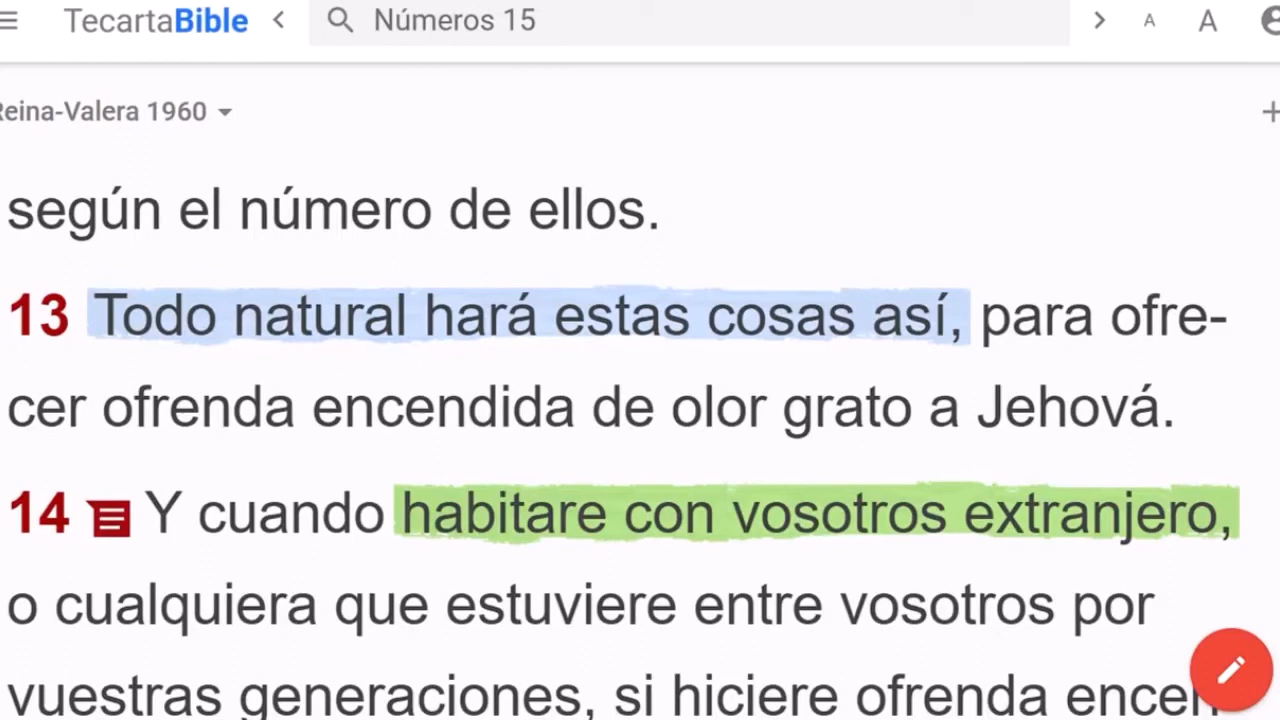 TecartaBible Números 15 A A
Reina-Valera 1960
según el número de ellos.
13 Todo natural hará estas cosas así, para ofre-
cer ofrenda encendida de olor grato a Jehová.
14 Y cuando habitare con vosotros extranjero,
o cualquiera que estuviere entre vosotros por
vuestras generaciones, si hiciere ofrenda encen